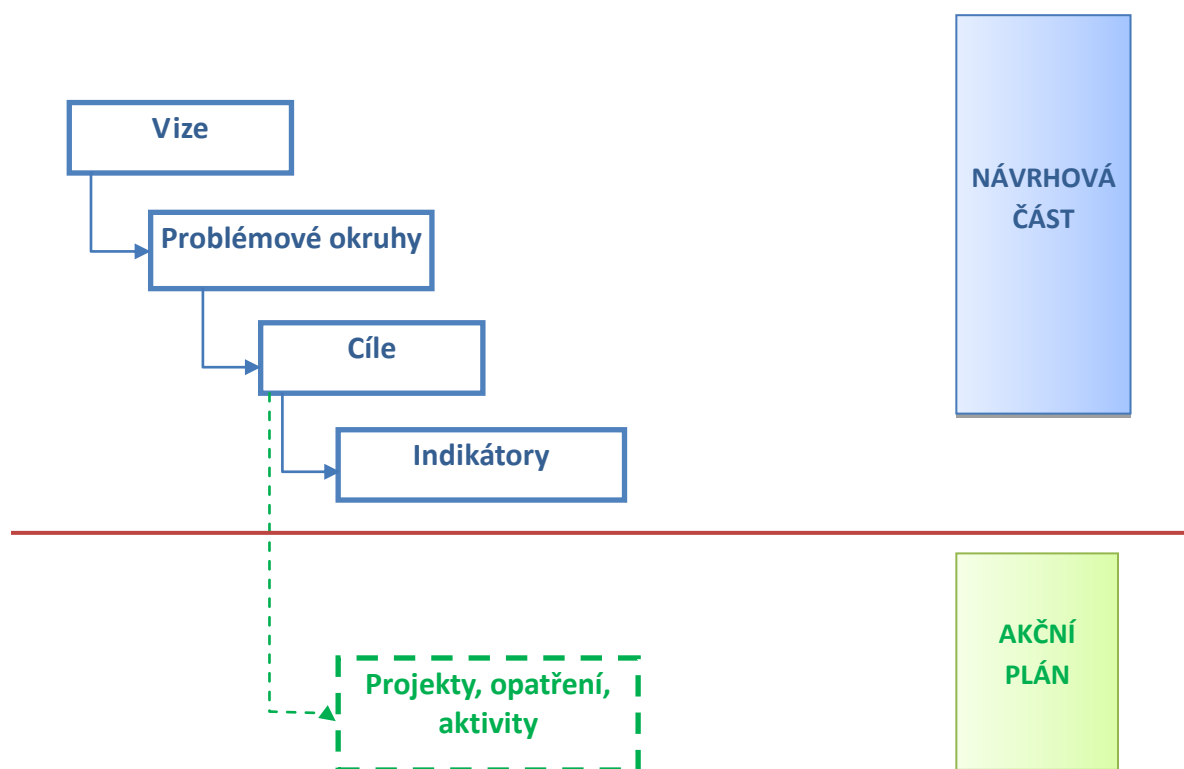 Vize
NÁVRHOVÁ
ČÁST
Problémové okruhy
Cíle
Indikátory
AKČNÍ
PLÁN
Projekty, opatření,
aktivity